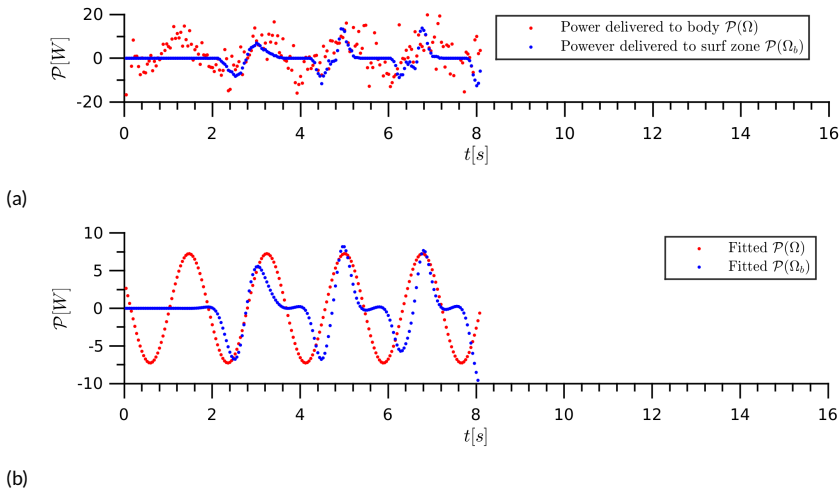 (a)
20
0
-20
𝒫[W]
Power delivered to body 𝒫(Ω)
Powever delivered to surf zone 𝒫(Ω_b)
0 2 4 6 8 10 12 14 16
t[s]
(b)
10
5
0
-5
-10
𝒫[W]
Fitted 𝒫(Ω)
Fitted 𝒫(Ω_b)
0 2 4 6 8 10 12 14 16
t[s]